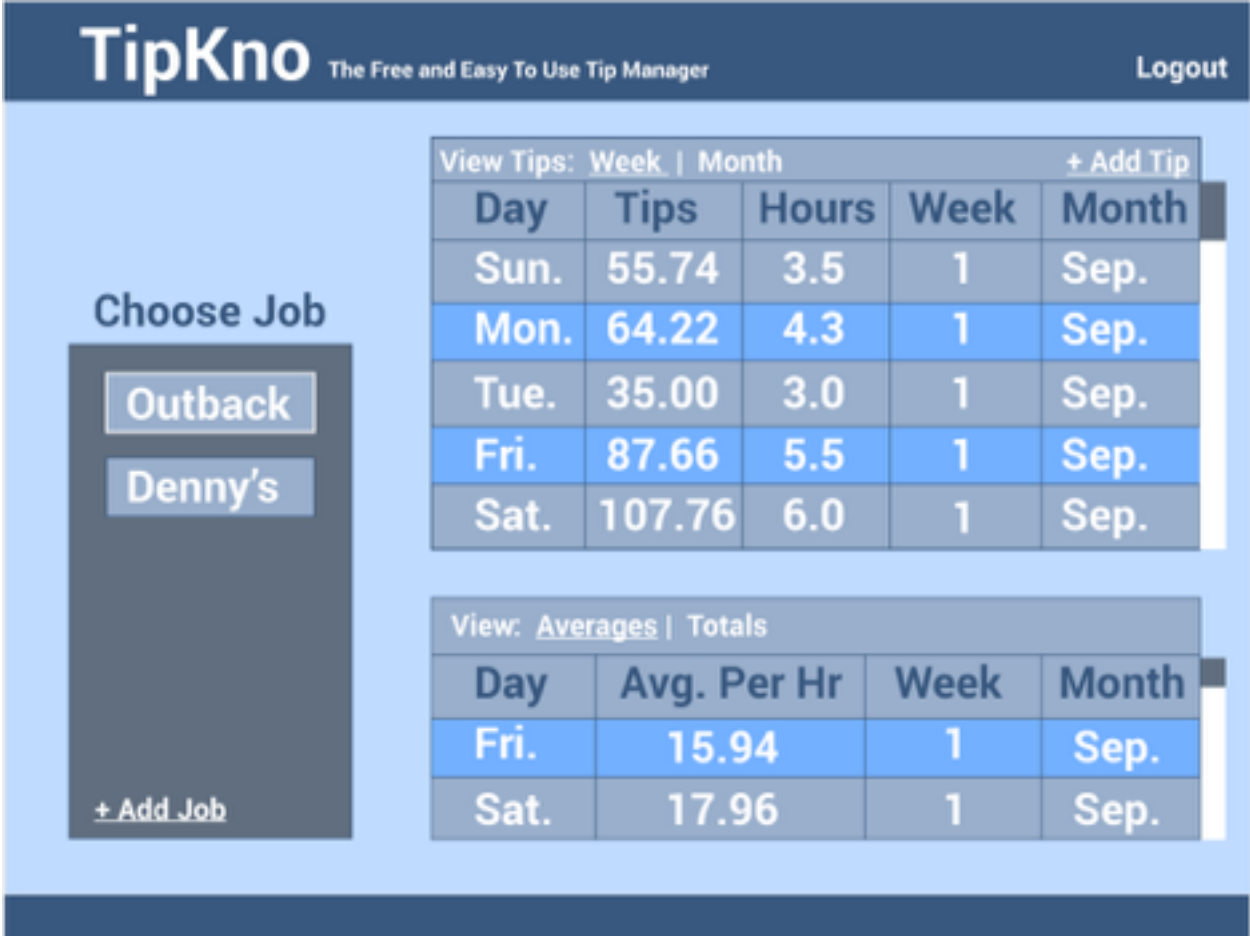 TipKno The Free and Easy To Use Tip Manager Logout
Choose Job
Outback
Denny's
+ Add Job
View Tips: Week | Month + Add Tip
Day Tips Hours Week Month
Sun. 55.74 3.5 1 Sep.
Mon. 64.22 4.3 1 Sep.
Tue. 35.00 3.0 1 Sep.
Fri. 87.66 5.5 1 Sep.
Sat. 107.76 6.0 1 Sep.
View: Averages | Totals
Day Avg. Per Hr Week Month
Fri. 15.94 1 Sep.
Sat. 17.96 1 Sep.